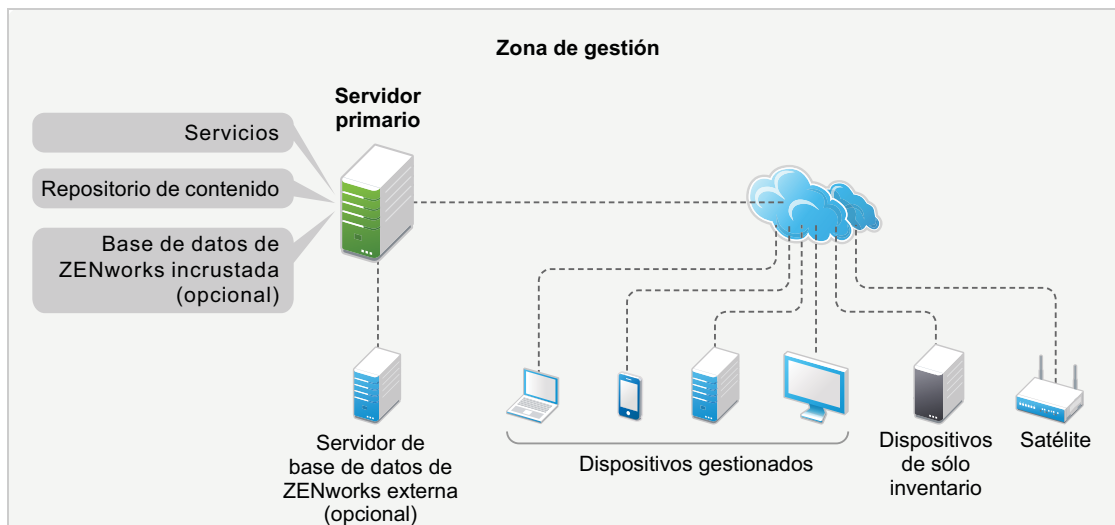 Zona de gestión
Servidor
primario
Servicios
Repositorio de contenido
Base de datos de
ZENworks incrustada
(opcional)
Servidor de
base de datos de
ZENworks externa
(opcional)
Dispositivos gestionados
Dispositivos
de sólo
inventario
Satélite